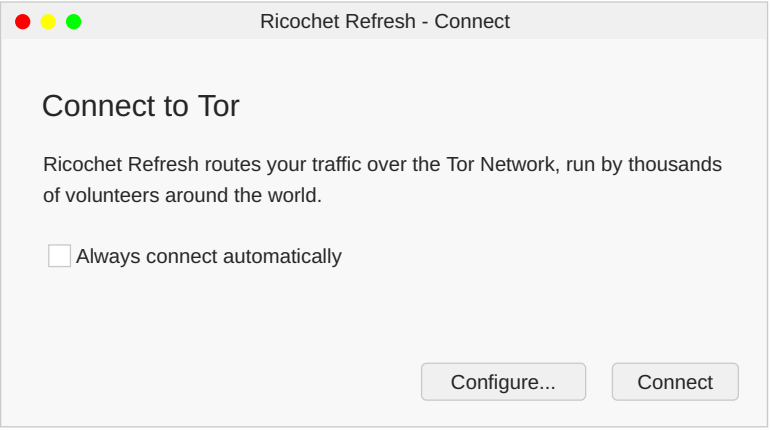 Ricochet Refresh - Connect
Connect to Tor
Ricochet Refresh routes your traffic over the Tor Network, run by thousands
of volunteers around the world.
Always connect automatically
Configure... Connect